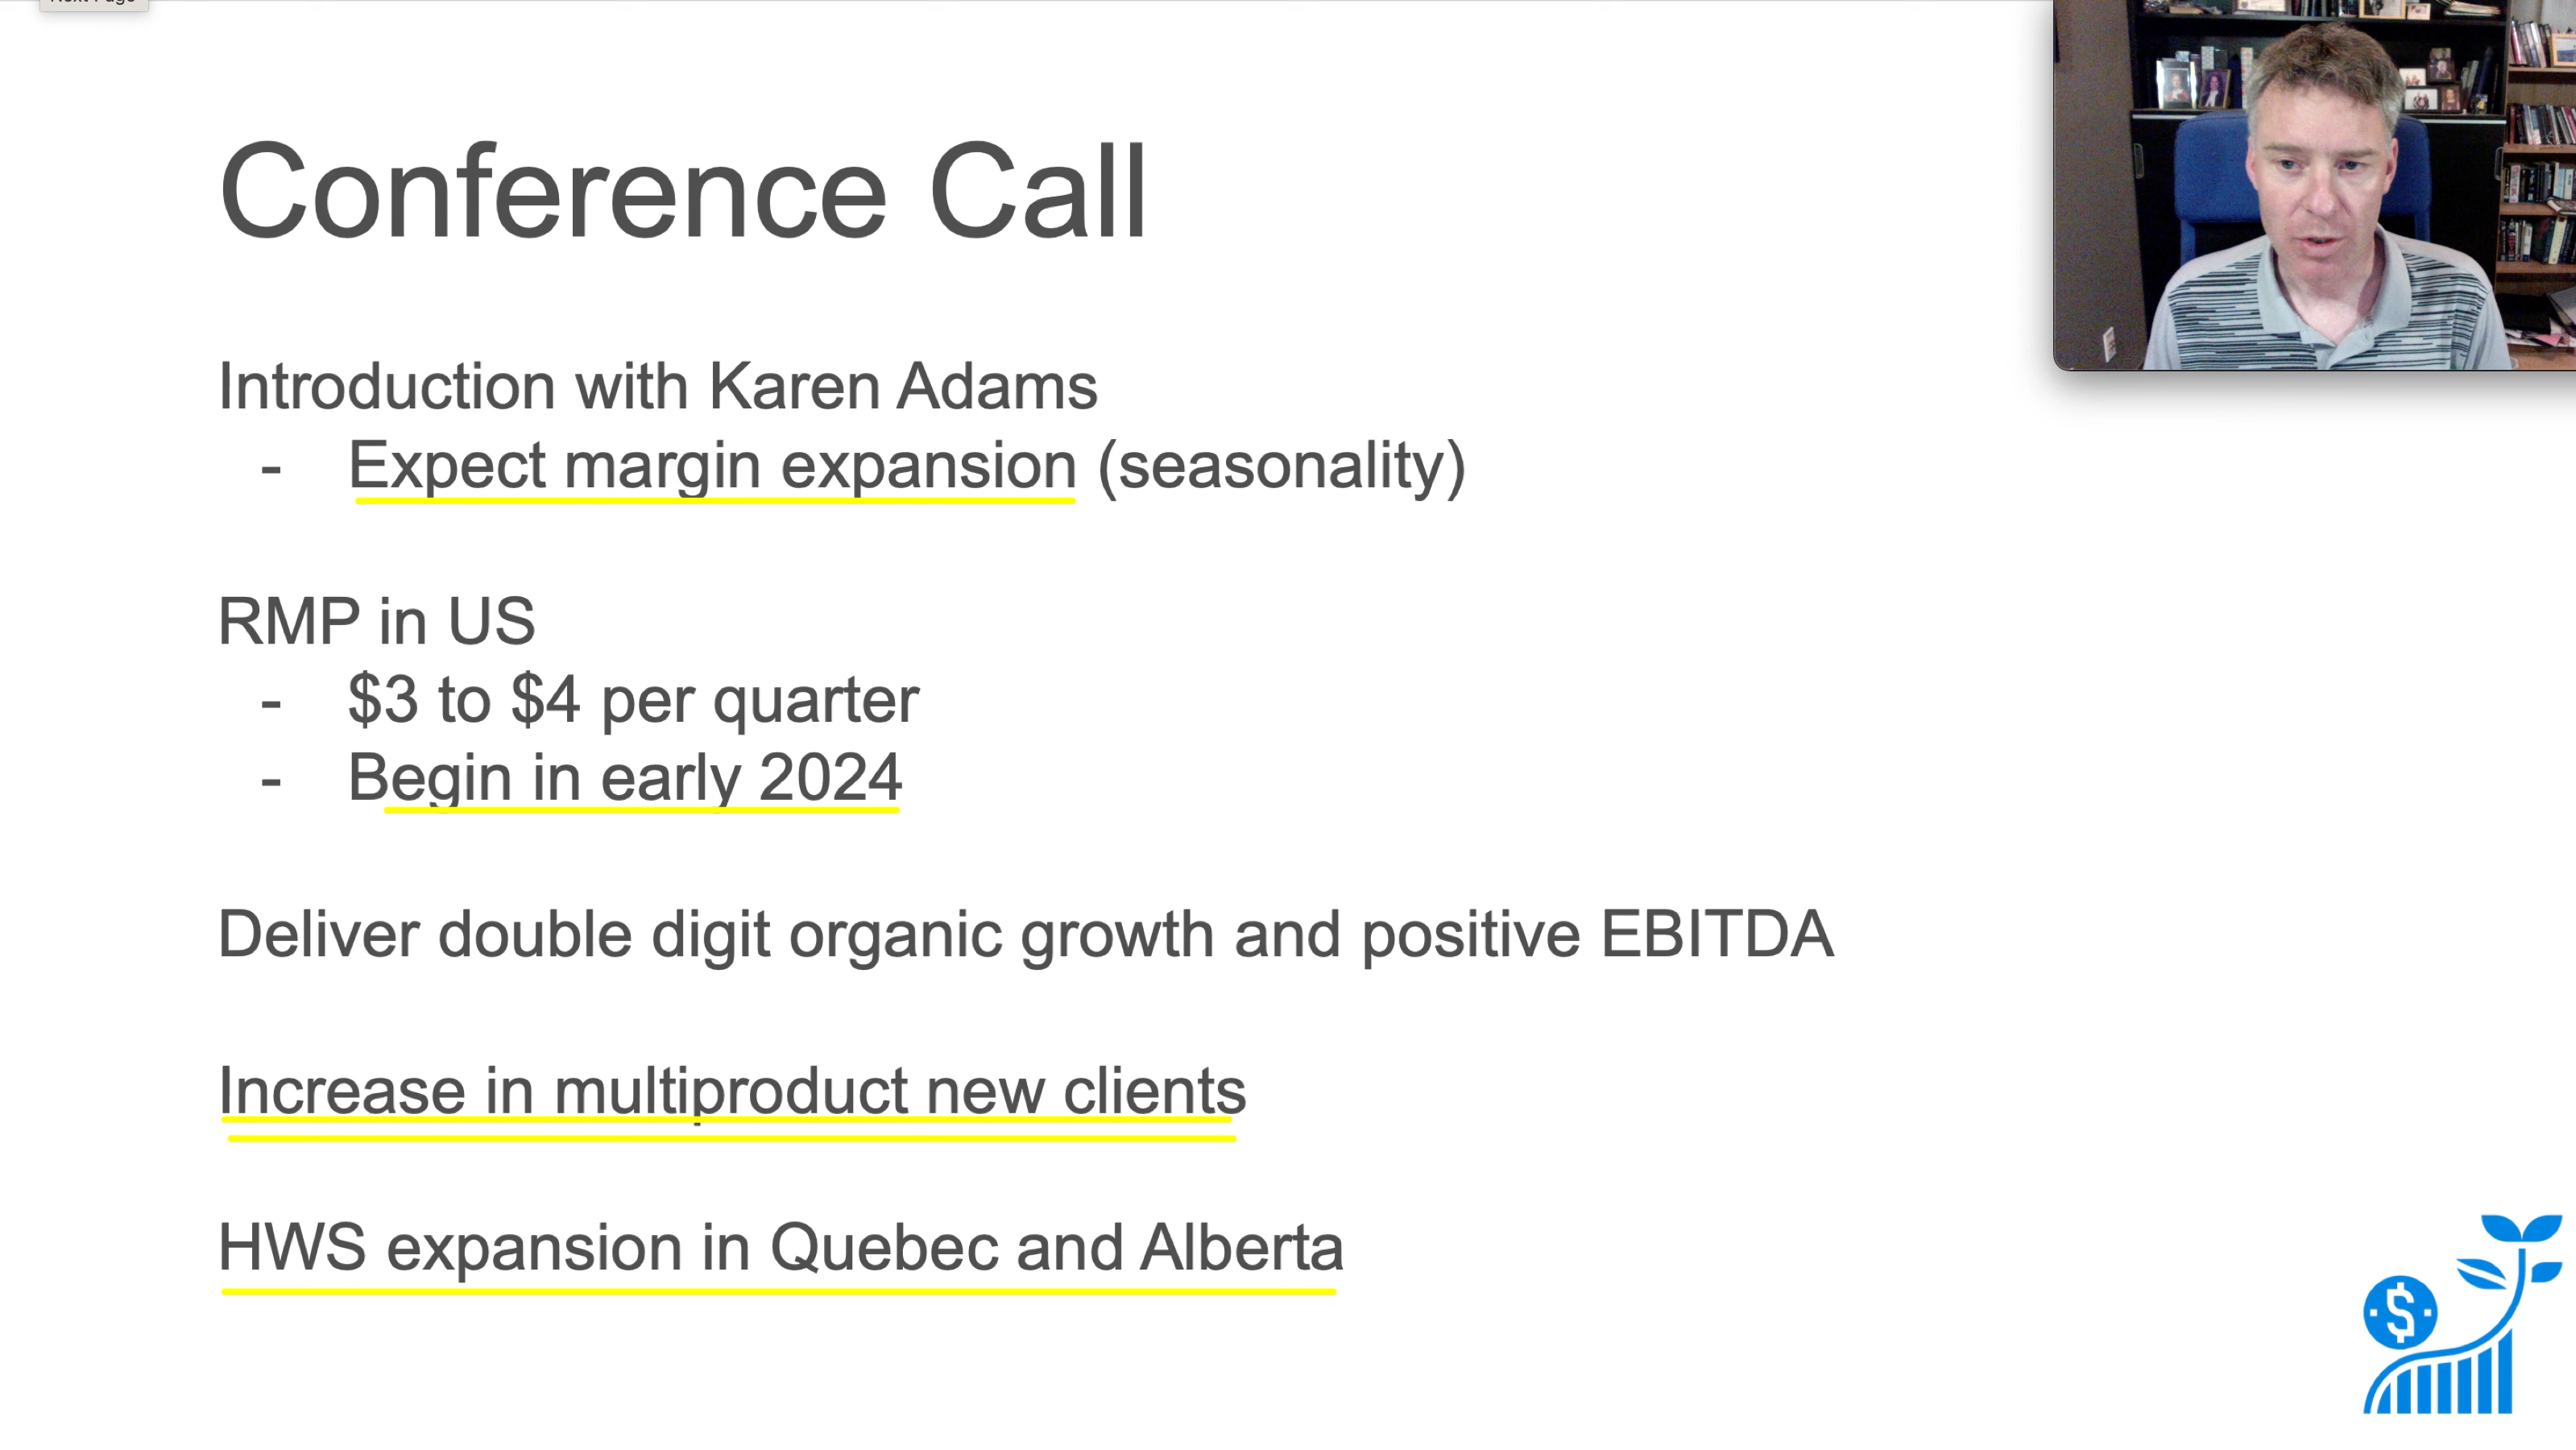 Next Page
Conference Call
Introduction with Karen Adams
- Expect margin expansion (seasonality)
RMP in US
- $3 to $4 per quarter
- Begin in early 2024
Deliver double digit organic growth and positive EBITDA
Increase in multiproduct new clients
HWS expansion in Quebec and Alberta
$